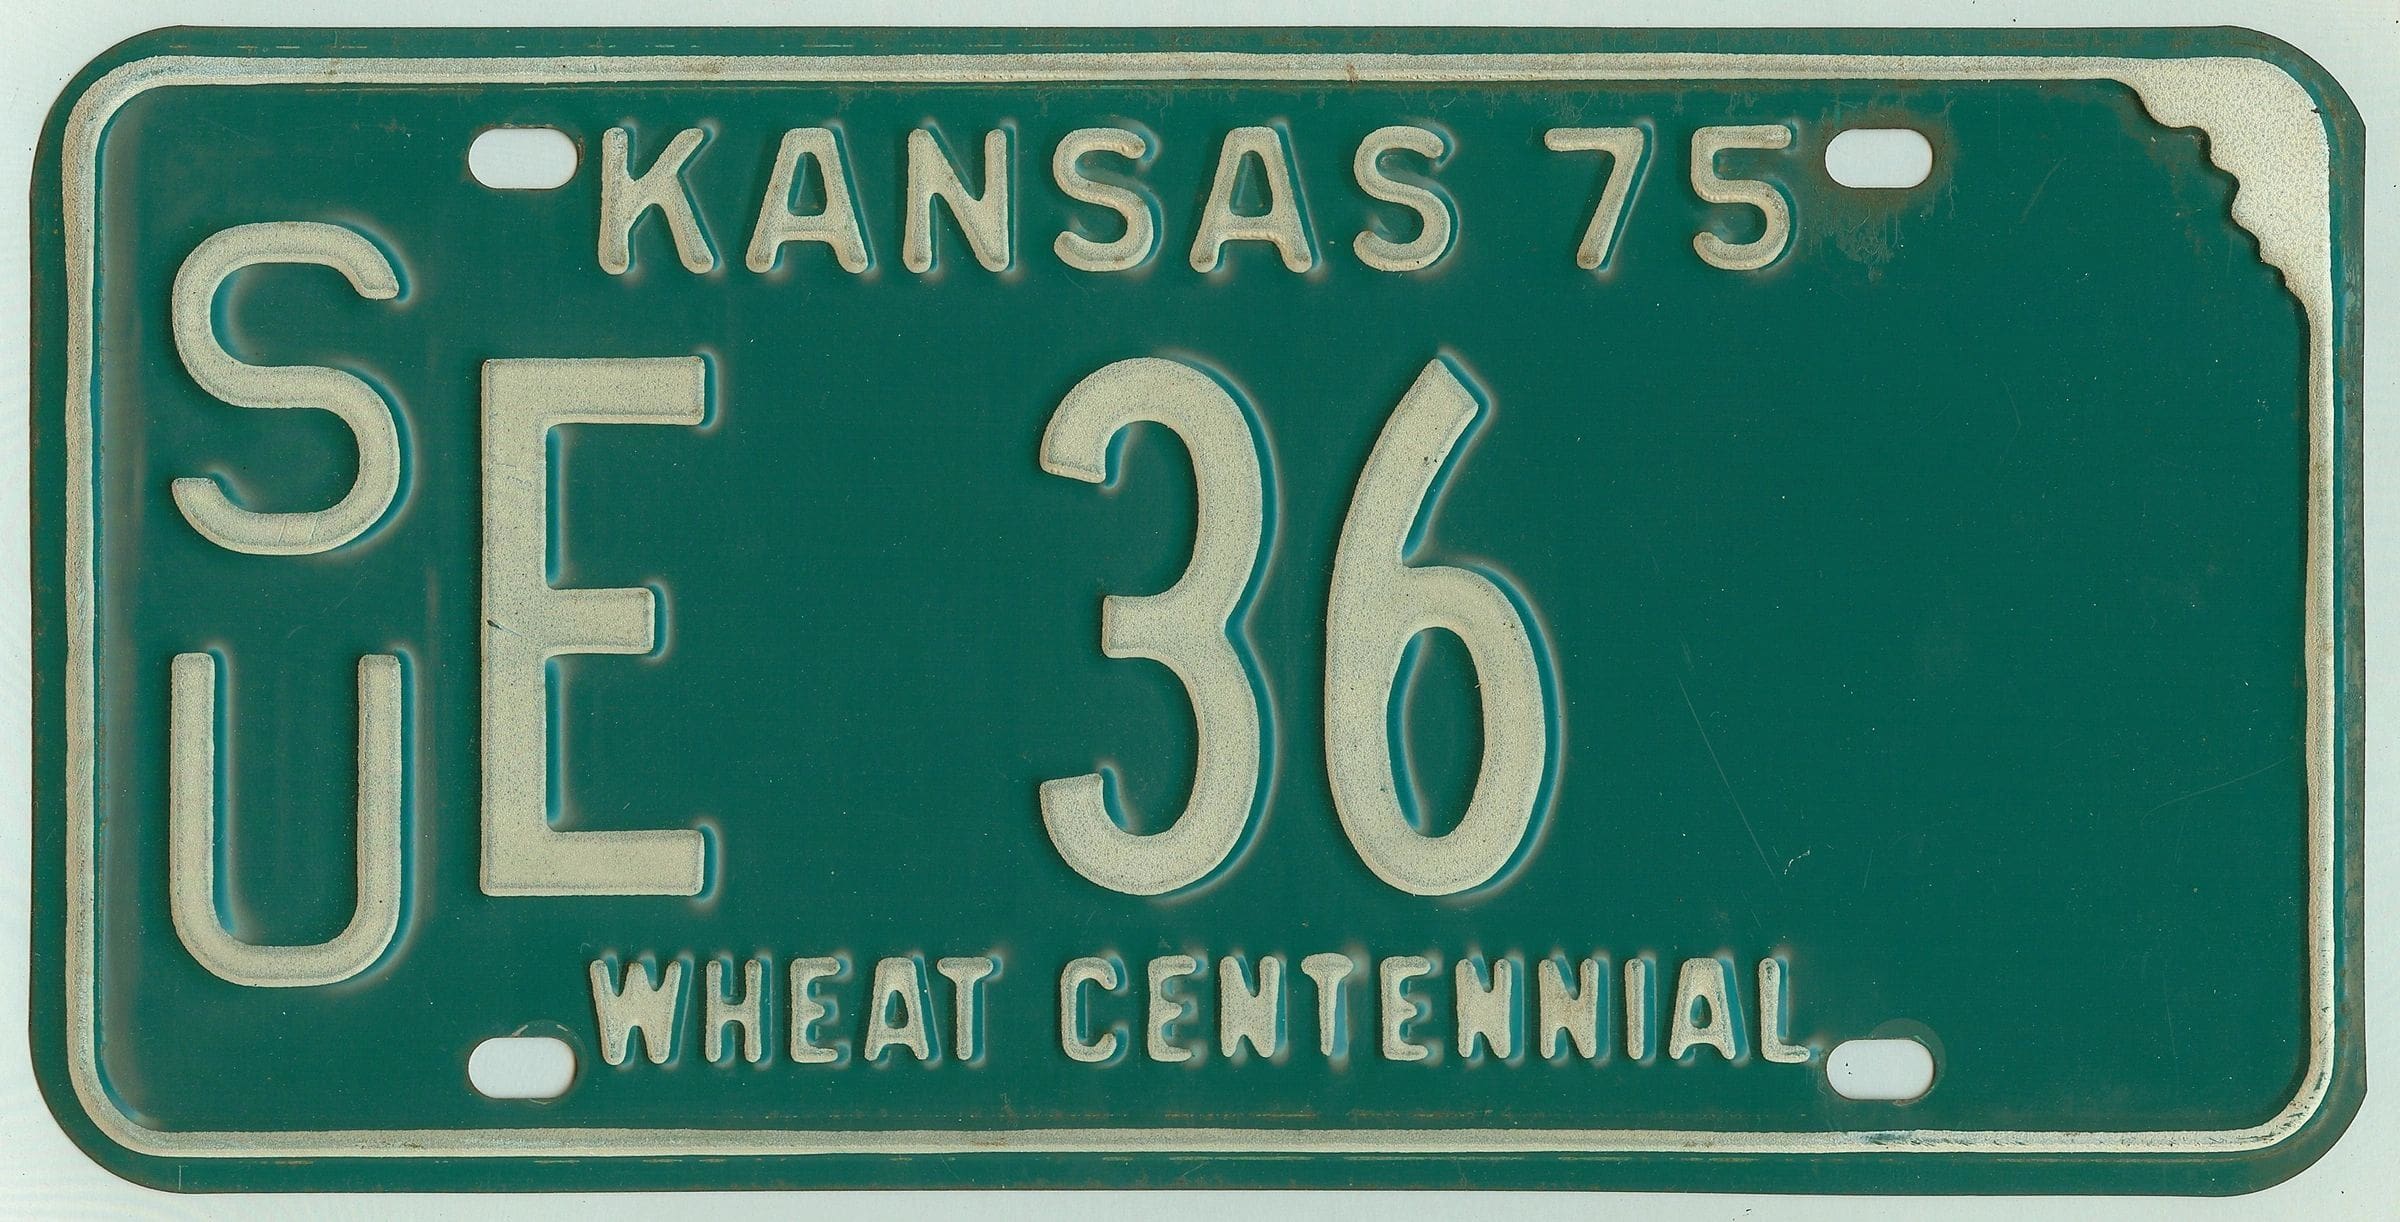 KANSAS 75
SU
E 36
WHEAT CENTENNIAL